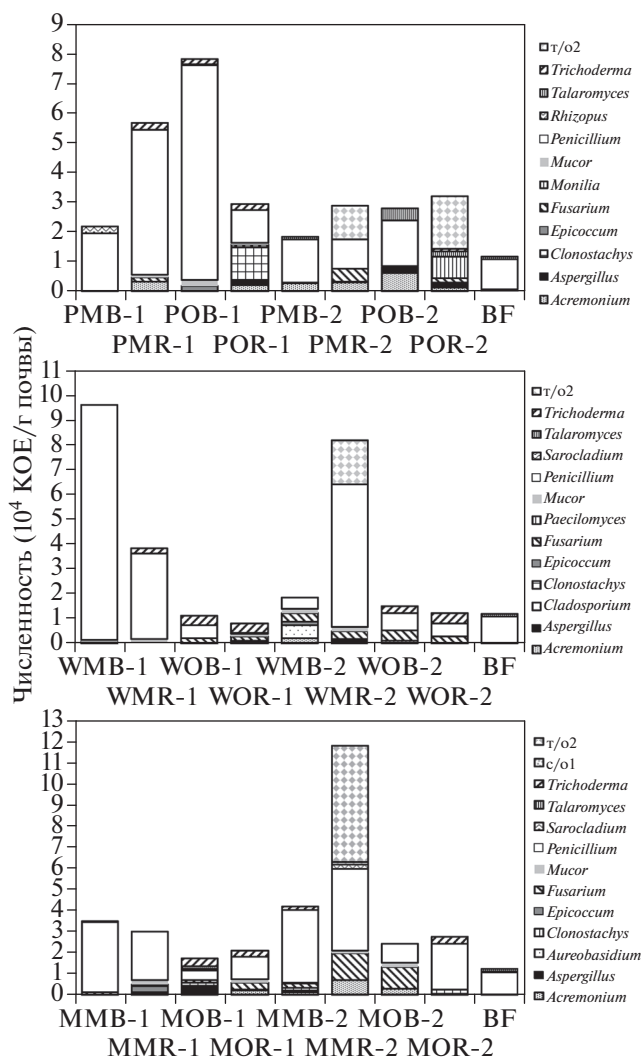 Численность (10⁴ КОЕ/г почвы)
9
8
7
6
5
4
3
2
1
0
PMB-1 POB-1 PMB-2 POB-2 BF
PMR-1 POR-1 PMR-2 POR-2
т/о2
Trichoderma
Talaromyces
Rhizopus
Penicillium
Mucor
Monilia
Fusarium
Epicoccum
Clonostachys
Aspergillus
Acremonium
11
10
9
8
7
6
5
4
3
2
1
0
WMB-1 WOB-1 WMB-2 WOB-2 BF
WMR-1 WOR-1 WMR-2 WOR-2
т/о2
Trichoderma
Talaromyces
Sarocladium
Penicillium
Mucor
Paecilomyces
Fusarium
Epicoccum
Clonostachys
Cladosporium
Aspergillus
Acremonium
13
12
11
10
9
8
7
6
5
4
3
2
1
0
MMB-1 MOB-1 MMB-2 MOB-2 BF
MMR-1 MOR-1 MMR-2 MOR-2
т/о2
с/о1
Trichoderma
Talaromyces
Sarocladium
Penicillium
Mucor
Fusarium
Epicoccum
Clonostachys
Aureobasidium
Aspergillus
Acremonium